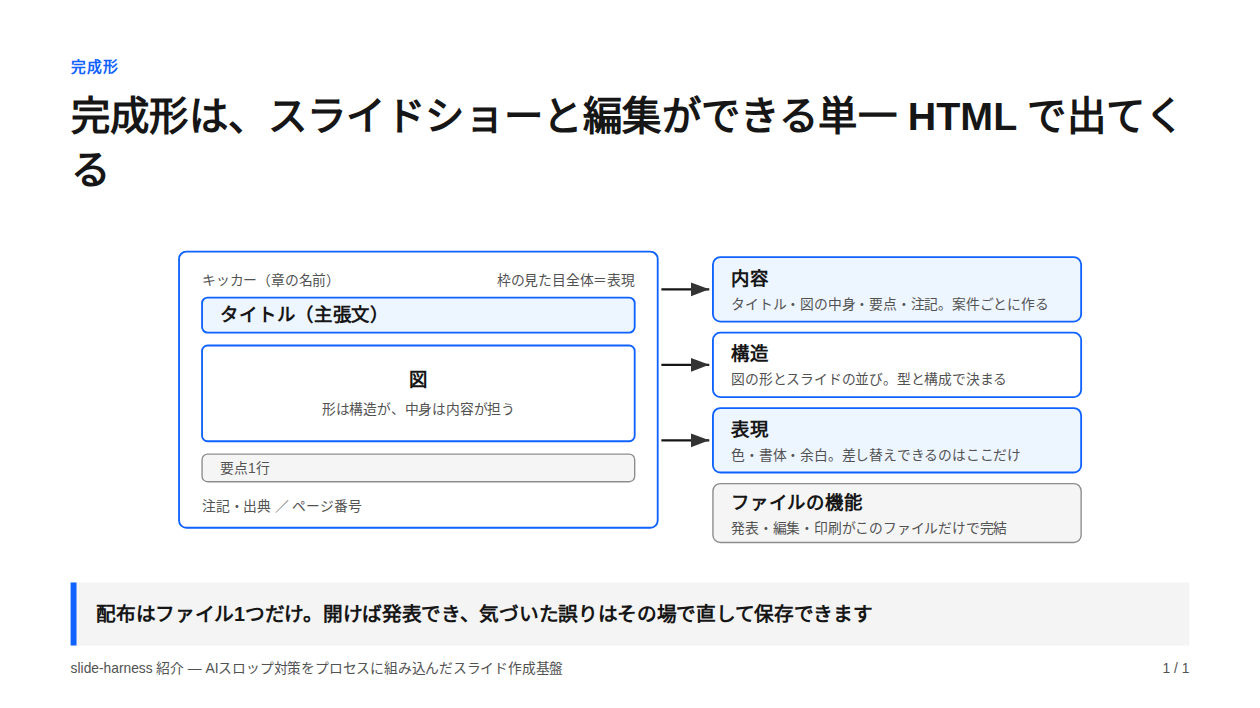 完成形
完成形は、スライドショーと編集ができる単一 HTML で出てく
る
キッカー（章の名前）
枠の見た目全体＝表現
タイトル（主張文）
図
形は構造が、中身は内容が担う
要点1行
注記・出典 ／ ページ番号
内容
タイトル・図の中身・要点・注記。案件ごとに作る
構造
図の形とスライドの並び。型と構成で決まる
表現
色・書体・余白。差し替えできるのはここだけ
ファイルの機能
発表・編集・印刷がこのファイルだけで完結
配布はファイル1つだけ。開けば発表でき、気づいた誤りはその場で直して保存できます
slide-harness 紹介 — AIスロップ対策をプロセスに組み込んだスライド作成基盤
1 / 1